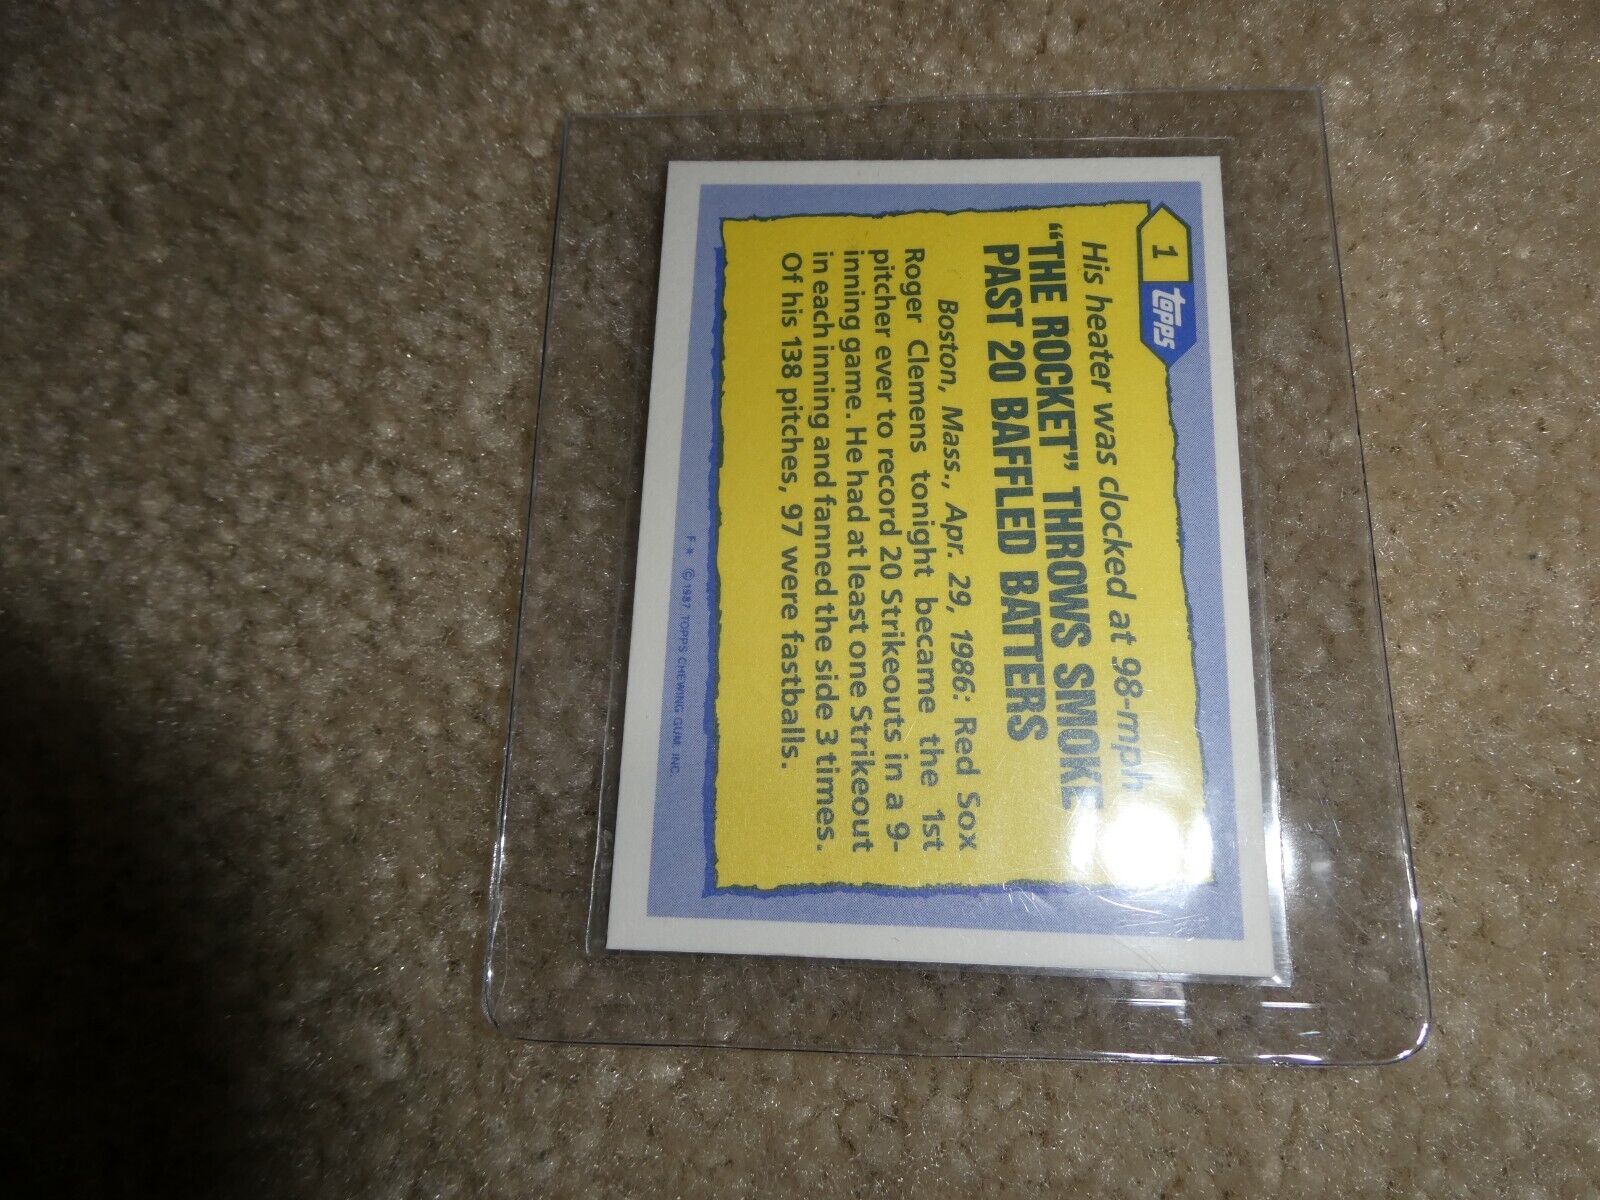 1 topps
His heater was clocked at 98-mph
"THE ROCKET" THROWS SMOKE
PAST 20 BAFFLED BATTERS
Boston, Mass., Apr. 29, 1986: Red Sox
Roger Clemens tonight became the 1st
pitcher ever to record 20 Strikeouts in a 9-
inning game. He had at least one Strikeout
in each inning and fanned the side 3 times.
Of his 138 pitches, 97 were fastballs.
F* © 1987 TOPPS CHEWING GUM, INC.